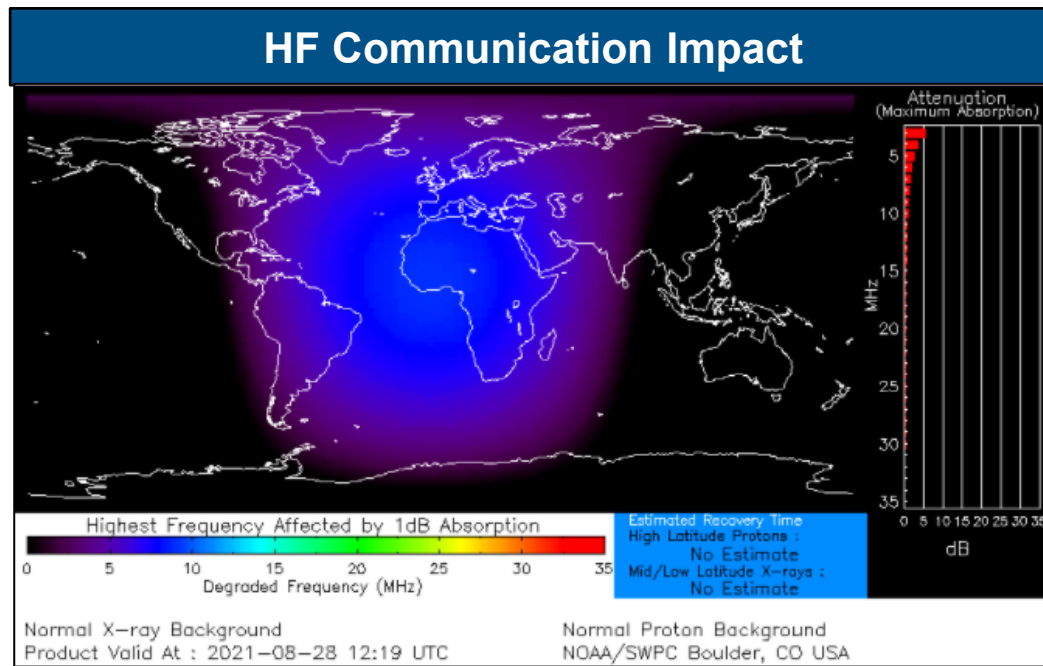 HF Communication Impact
Attenuation
(Maximum Absorption)
5
10
15
20
25
30
35
MHz
0 5 10 15 20 25 30 35
dB
Highest Frequency Affected by 1dB Absorption
0 5 10 15 20 25 30 35
Degraded Frequency (MHz)
Estimated Recovery Time
High Latitude Protons :
No Estimate
Mid/Low Latitude X-rays :
No Estimate
Normal X-ray Background
Product Valid At : 2021-08-28 12:19 UTC
Normal Proton Background
NOAA/SWPC Boulder, CO USA